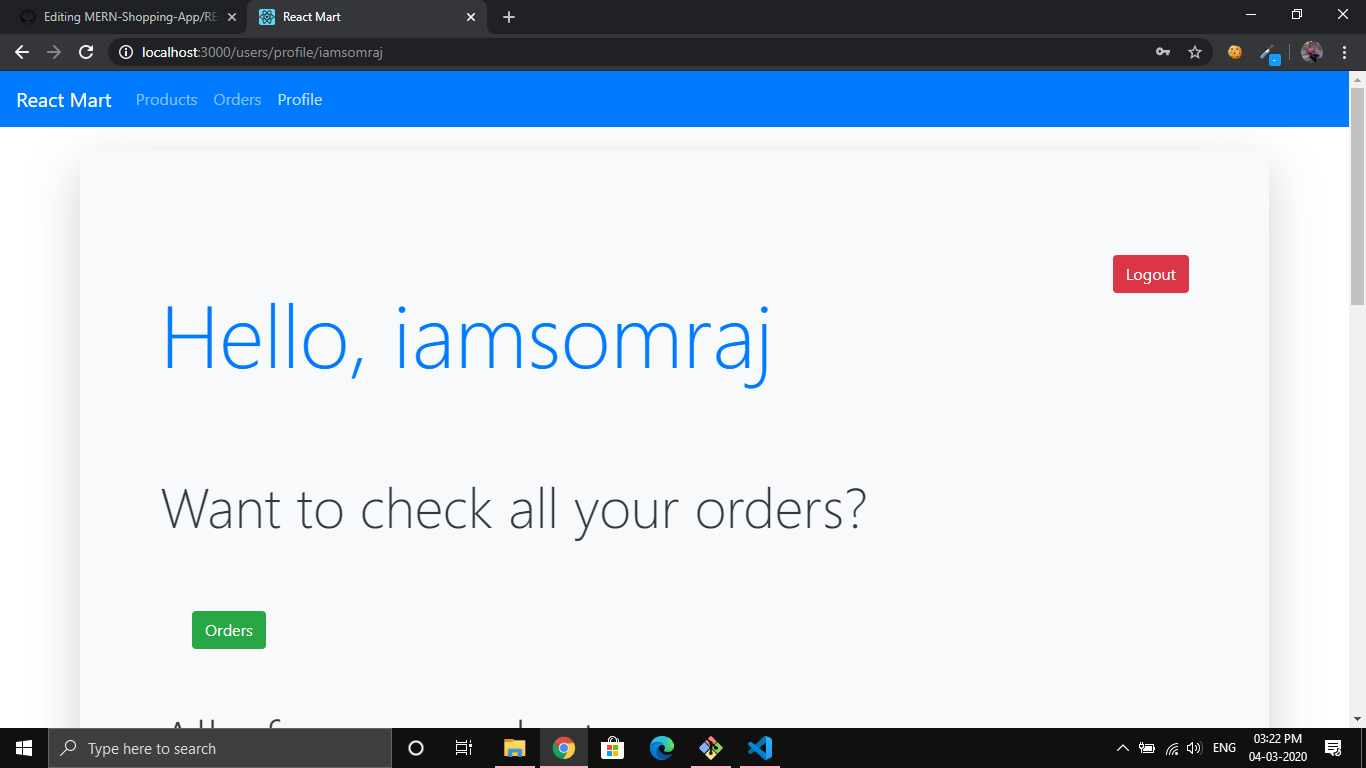 Editing MERN-Shopping-App/RE
React Mart
localhost:3000/users/profile/iamsomraj
React Mart Products Orders Profile
Logout
Hello, iamsomraj
Want to check all your orders?
Orders
Type here to search
ENG
03:22 PM
04-03-2020